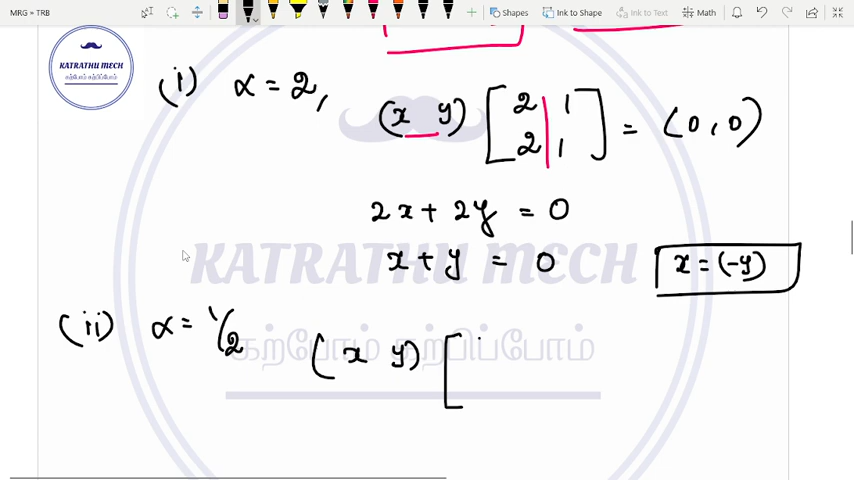 MRG » TRB
Shapes Ink to Shape Ink to Text Math
KATRATHU MECH
கற்போம் கற்பிப்போம்
(i) α = 2, (x y) [2 1
2 1] = (0, 0)
2x + 2y = 0
KATRATHU MECH
x + y = 0 x = (-y)
(ii) α = 1/2 (x y) [
கற்போம் கற்பிப்போம்